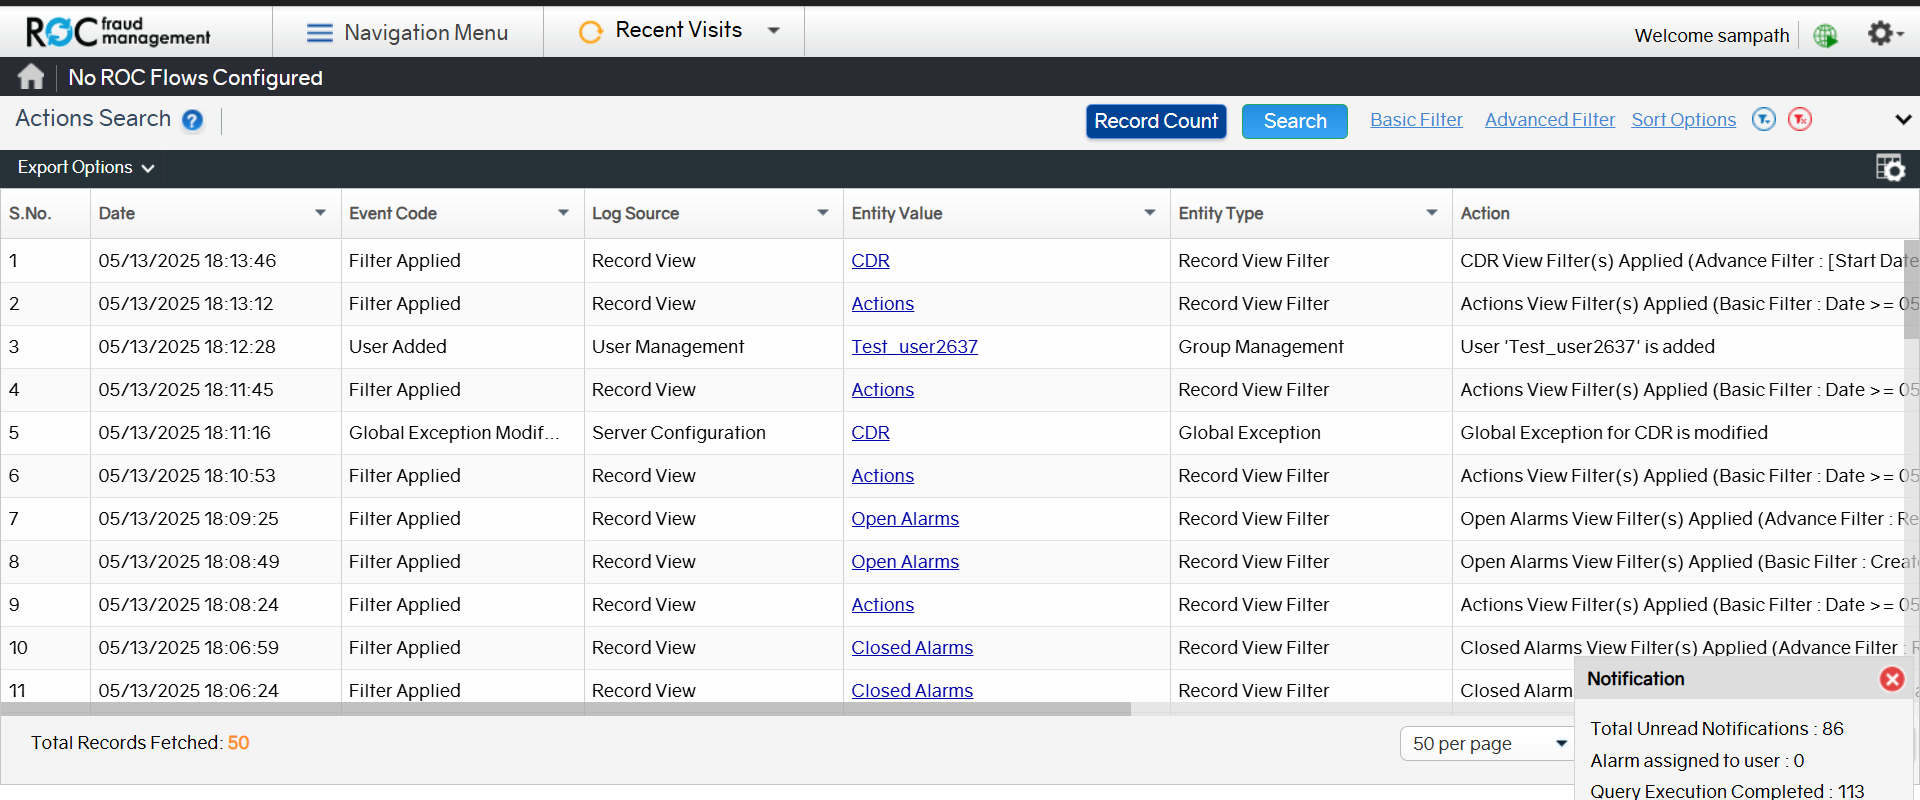 ROC fraud management
Navigation Menu
Recent Visits
Welcome sampath
No ROC Flows Configured
Actions Search ?
Record Count
Search
Basic Filter
Advanced Filter
Sort Options
Export Options
S.No. Date Event Code Log Source Entity Value Entity Type Action
1 05/13/2025 18:13:46 Filter Applied Record View CDR Record View Filter CDR View Filter(s) Applied (Advance Filter : [Start Date
2 05/13/2025 18:13:12 Filter Applied Record View Actions Record View Filter Actions View Filter(s) Applied (Basic Filter : Date >= 05
3 05/13/2025 18:12:28 User Added User Management Test_user2637 Group Management User 'Test_user2637' is added
4 05/13/2025 18:11:45 Filter Applied Record View Actions Record View Filter Actions View Filter(s) Applied (Basic Filter : Date >= 05
5 05/13/2025 18:11:16 Global Exception Modif... Server Configuration CDR Global Exception Global Exception for CDR is modified
6 05/13/2025 18:10:53 Filter Applied Record View Actions Record View Filter Actions View Filter(s) Applied (Basic Filter : Date >= 05
7 05/13/2025 18:09:25 Filter Applied Record View Open Alarms Record View Filter Open Alarms View Filter(s) Applied (Advance Filter : Re
8 05/13/2025 18:08:49 Filter Applied Record View Open Alarms Record View Filter Open Alarms View Filter(s) Applied (Basic Filter : Creat
9 05/13/2025 18:08:24 Filter Applied Record View Actions Record View Filter Actions View Filter(s) Applied (Basic Filter : Date >= 05
10 05/13/2025 18:06:59 Filter Applied Record View Closed Alarms Record View Filter Closed Alarms View Filter(s) Applied (Advance Filter : R
11 05/13/2025 18:06:24 Filter Applied Record View Closed Alarms Record View Filter Closed Alarm
Notification
Total Records Fetched: 50
50 per page
Total Unread Notifications : 86
Alarm assigned to user : 0
Query Execution Completed : 113